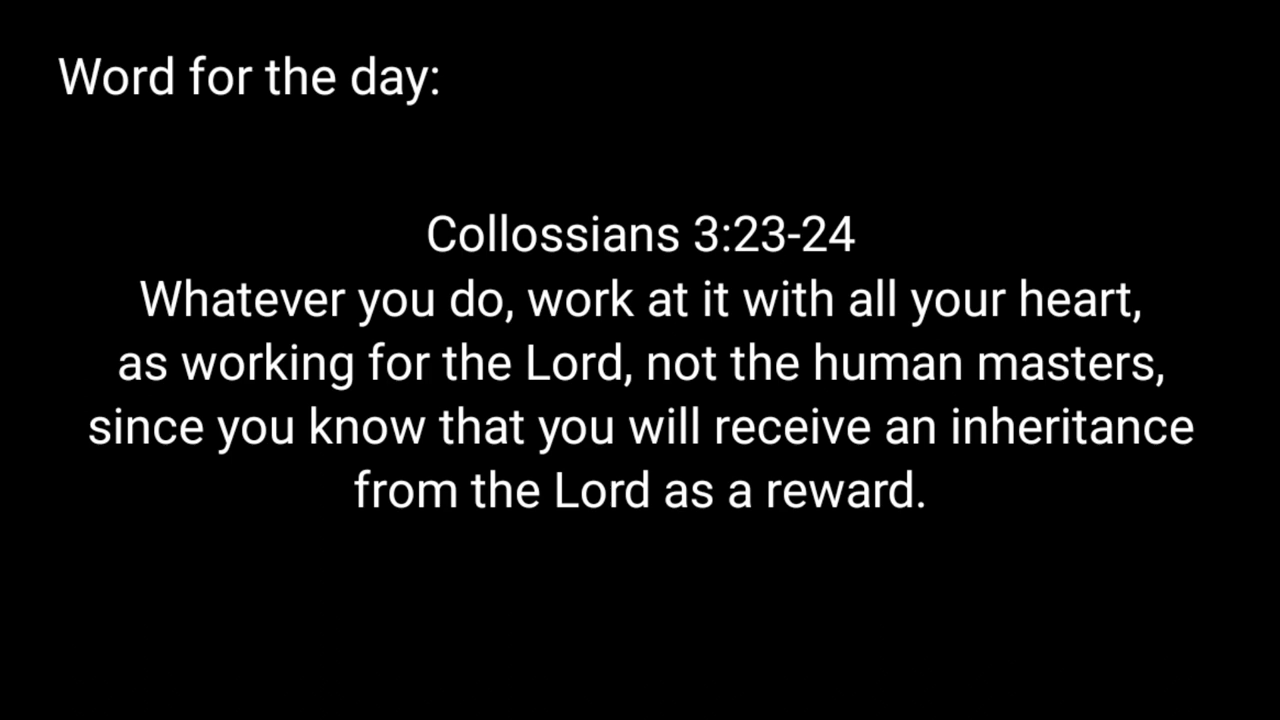 Word for the day:
Collossians 3:23-24
Whatever you do, work at it with all your heart,
as working for the Lord, not the human masters,
since you know that you will receive an inheritance
from the Lord as a reward.